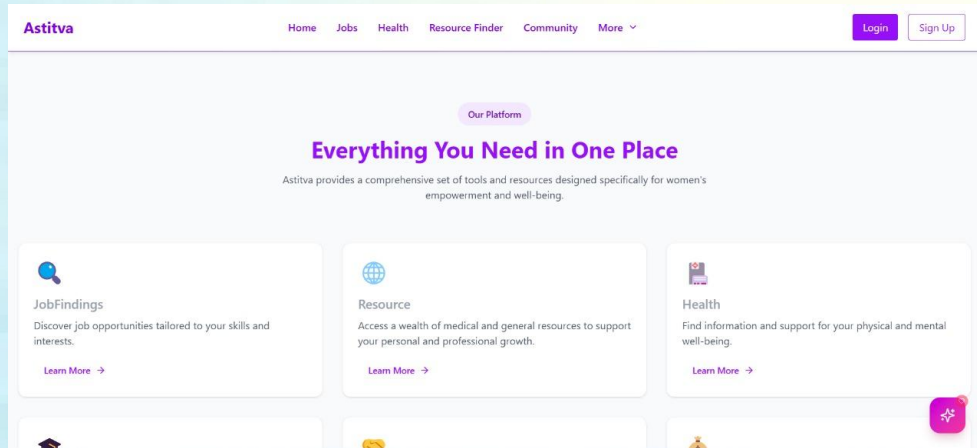 Astitva
Home Jobs Health Resource Finder Community More
Login Sign Up
Our Platform
Everything You Need in One Place
Astitva provides a comprehensive set of tools and resources designed specifically for women's
empowerment and well-being.
JobFindings
Discover job opportunities tailored to your skills and
interests.
Learn More →
Resource
Access a wealth of medical and general resources to support
your personal and professional growth.
Learn More →
Health
Find information and support for your physical and mental
well-being.
Learn More →